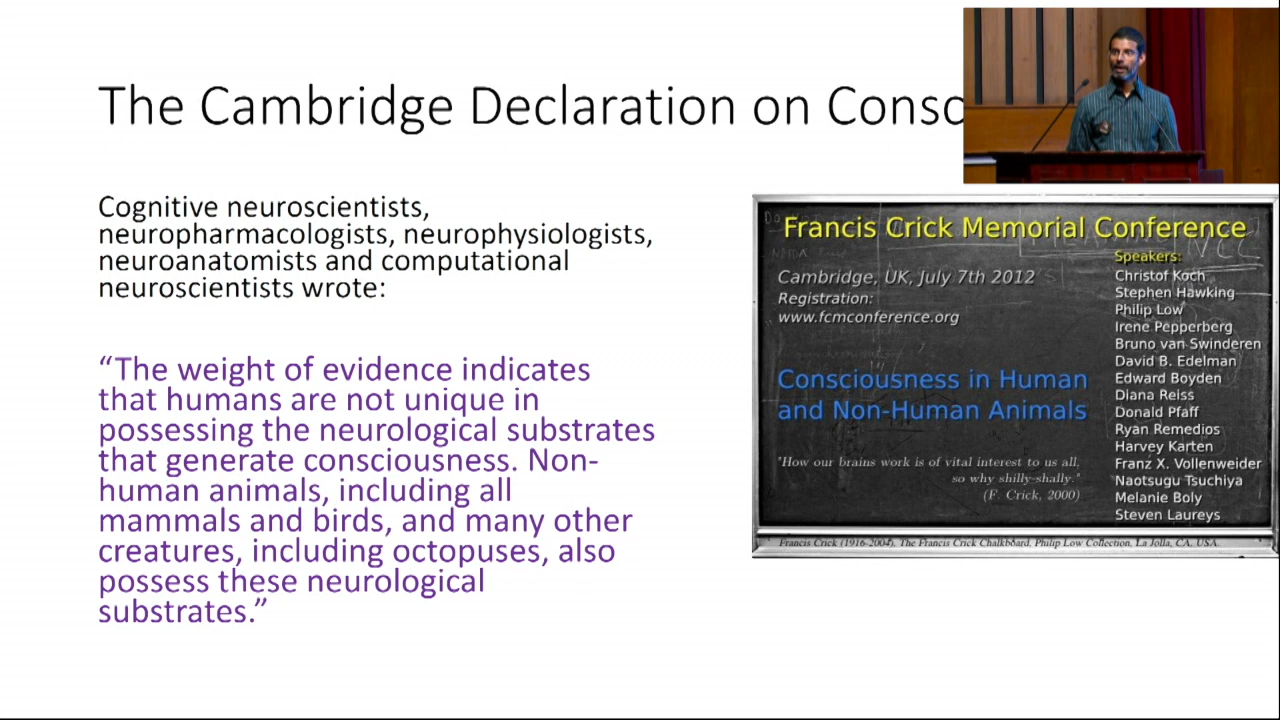 The Cambridge Declaration on Consc
Cognitive neuroscientists,
neuropharmacologists, neurophysiologists,
neuroanatomists and computational
neuroscientists wrote:
“The weight of evidence indicates
that humans are not unique in
possessing the neurological substrates
that generate consciousness. Non-
human animals, including all
mammals and birds, and many other
creatures, including octopuses, also
possess these neurological
substrates.”
Francis Crick Memorial Conference
Cambridge, UK, July 7th 2012
Registration:
www.fcmconference.org
Consciousness in Human
and Non-Human Animals
"How our brains work is of vital interest to us all,
so why shilly-shally."
(F. Crick, 2000)
Speakers:
Christof Koch
Stephen Hawking
Philip Low
Irene Pepperberg
Bruno van Swinderen
David B. Edelman
Edward Boyden
Diana Reiss
Donald Pfaff
Ryan Remedios
Harvey Karten
Franz X. Vollenweider
Naotsugu Tsuchiya
Melanie Boly
Steven Laureys
Francis Crick (1916-2004). The Francis Crick Chalkboard, Philip Low Collection, La Jolla, CA, USA.